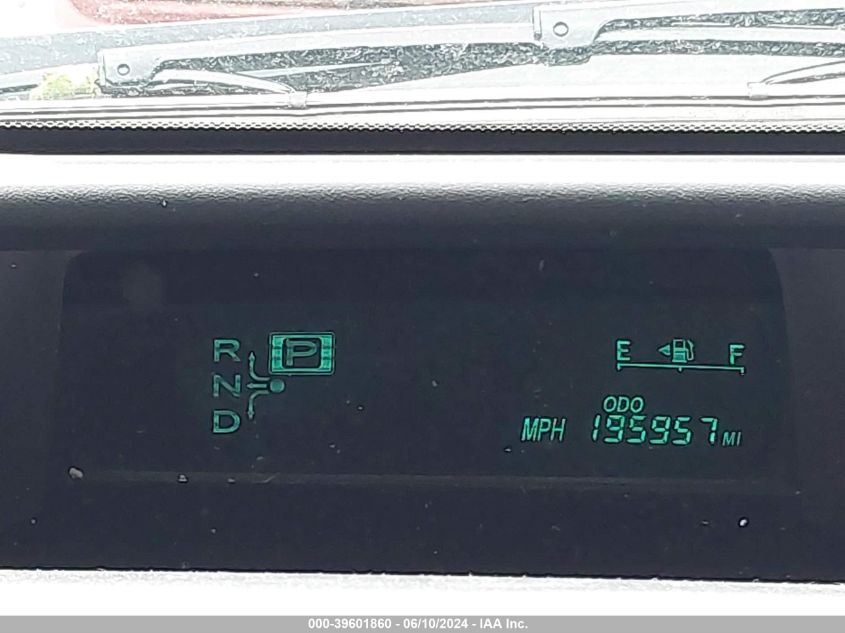 R P
N
D
E F
ODO
MPH 195957 MI
000-39601860 - 06/10/2024 - IAA Inc.